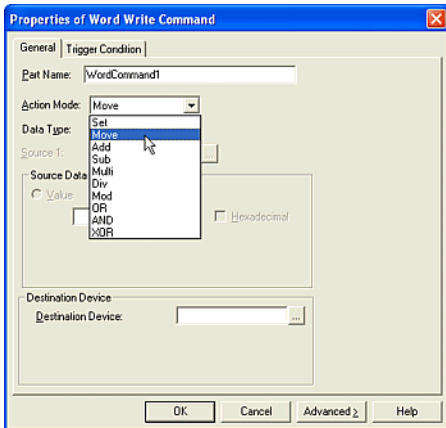 Properties of Word Write Command
General Trigger Condition
Part Name: WordCommand1
Action Mode: Move
Set
Data Type: Move
Add
Source 1: Sub ...
Multi
Source Data Div
Value Mod
OR Hexadecimal
AND
XOR
Destination Device
Destination Device: ...
OK Cancel Advanced > Help